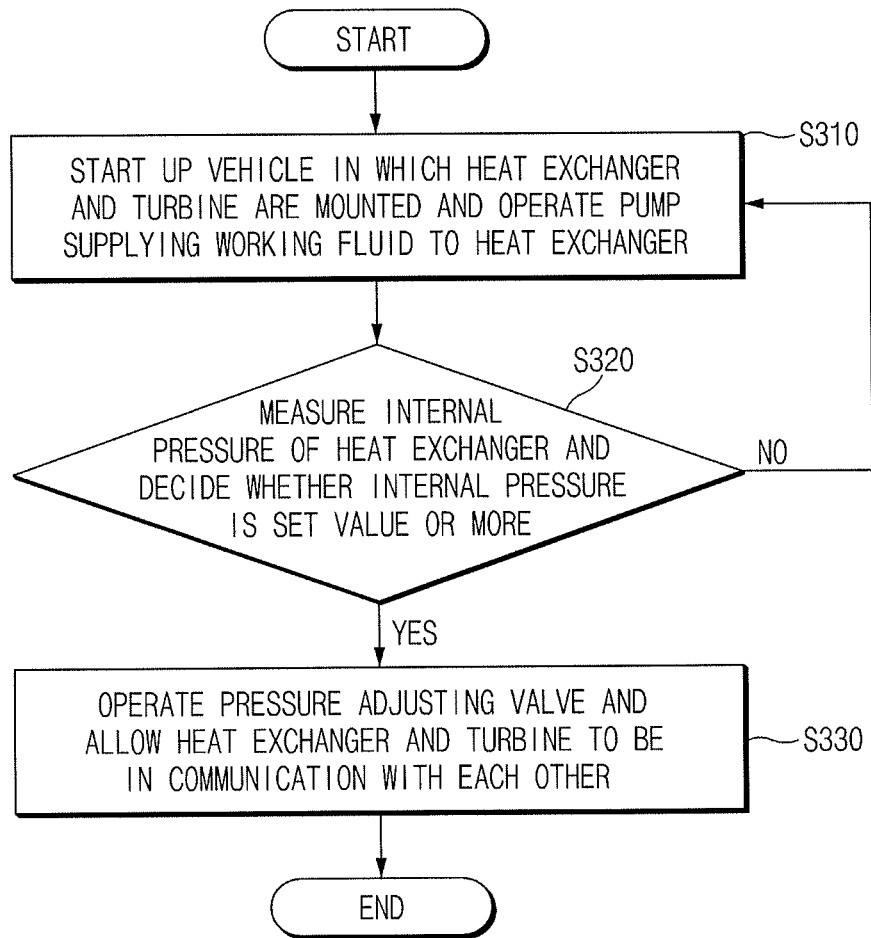 START
S310
START UP VEHICLE IN WHICH HEAT EXCHANGER
AND TURBINE ARE MOUNTED AND OPERATE PUMP
SUPPLYING WORKING FLUID TO HEAT EXCHANGER
S320
MEASURE INTERNAL
PRESSURE OF HEAT EXCHANGER AND
DECIDE WHETHER INTERNAL PRESSURE
IS SET VALUE OR MORE
NO
YES
OPERATE PRESSURE ADJUSTING VALVE AND
ALLOW HEAT EXCHANGER AND TURBINE TO BE
IN COMMUNICATION WITH EACH OTHER
S330
END